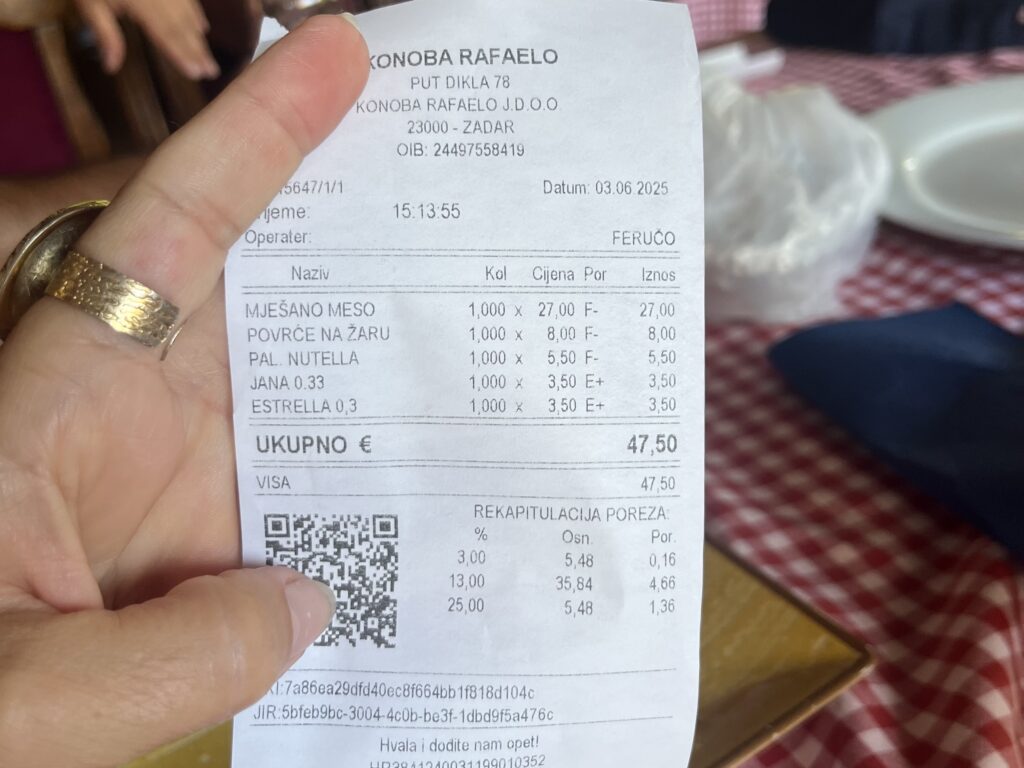 KONOBA RAFAELO
PUT DIKLA 78
KONOBA RAFAELO J.D.O.O.
23000 - ZADAR
OIB: 24497558419
5647/1/1 Datum: 03.06.2025
15:13:55
Operater: FERUČO
Naziv Kol Cijena Por Iznos
MJEŠANO MESO 1,000 x 27,00 F- 27,00
POVRĆE NA ŽARU 1,000 x 8,00 F- 8,00
PAL. NUTELLA 1,000 x 5,50 F- 5,50
JANA 0.33 1,000 x 3,50 E+ 3,50
ESTRELLA 0,3 1,000 x 3,50 E+ 3,50
UKUPNO € 47,50
VISA 47,50
REKAPITULACIJA POREZA:
% Osn. Por.
3,00 5,48 0,16
13,00 35,84 4,66
25,00 5,48 1,36
:7a86ea29dfd40ec8f664bb1f818d104c
JIR:5bfeb9bc-3004-4c0b-be3f-1dbd9f5a476c
Hvala i dođite nam opet!